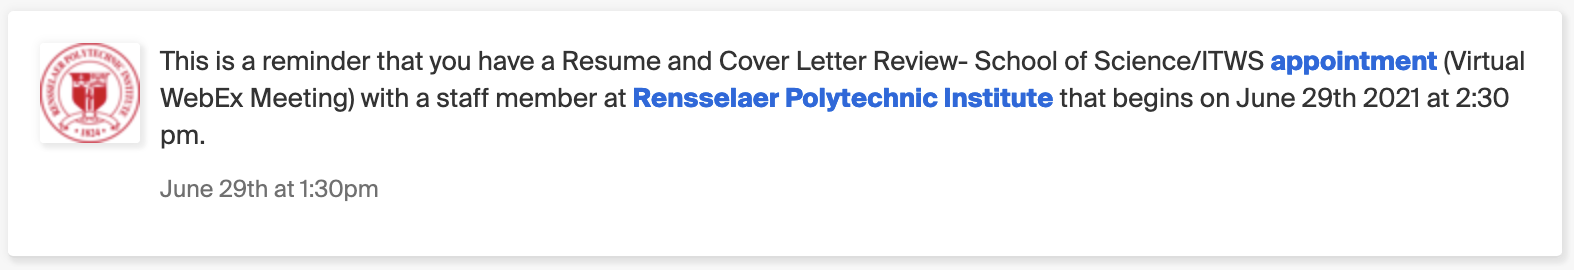 RENSSELAER POLYTECHNIC INSTITUTE
1824
This is a reminder that you have a Resume and Cover Letter Review- School of Science/ITWS appointment (Virtual
WebEx Meeting) with a staff member at Rensselaer Polytechnic Institute that begins on June 29th 2021 at 2:30
pm.
June 29th at 1:30pm